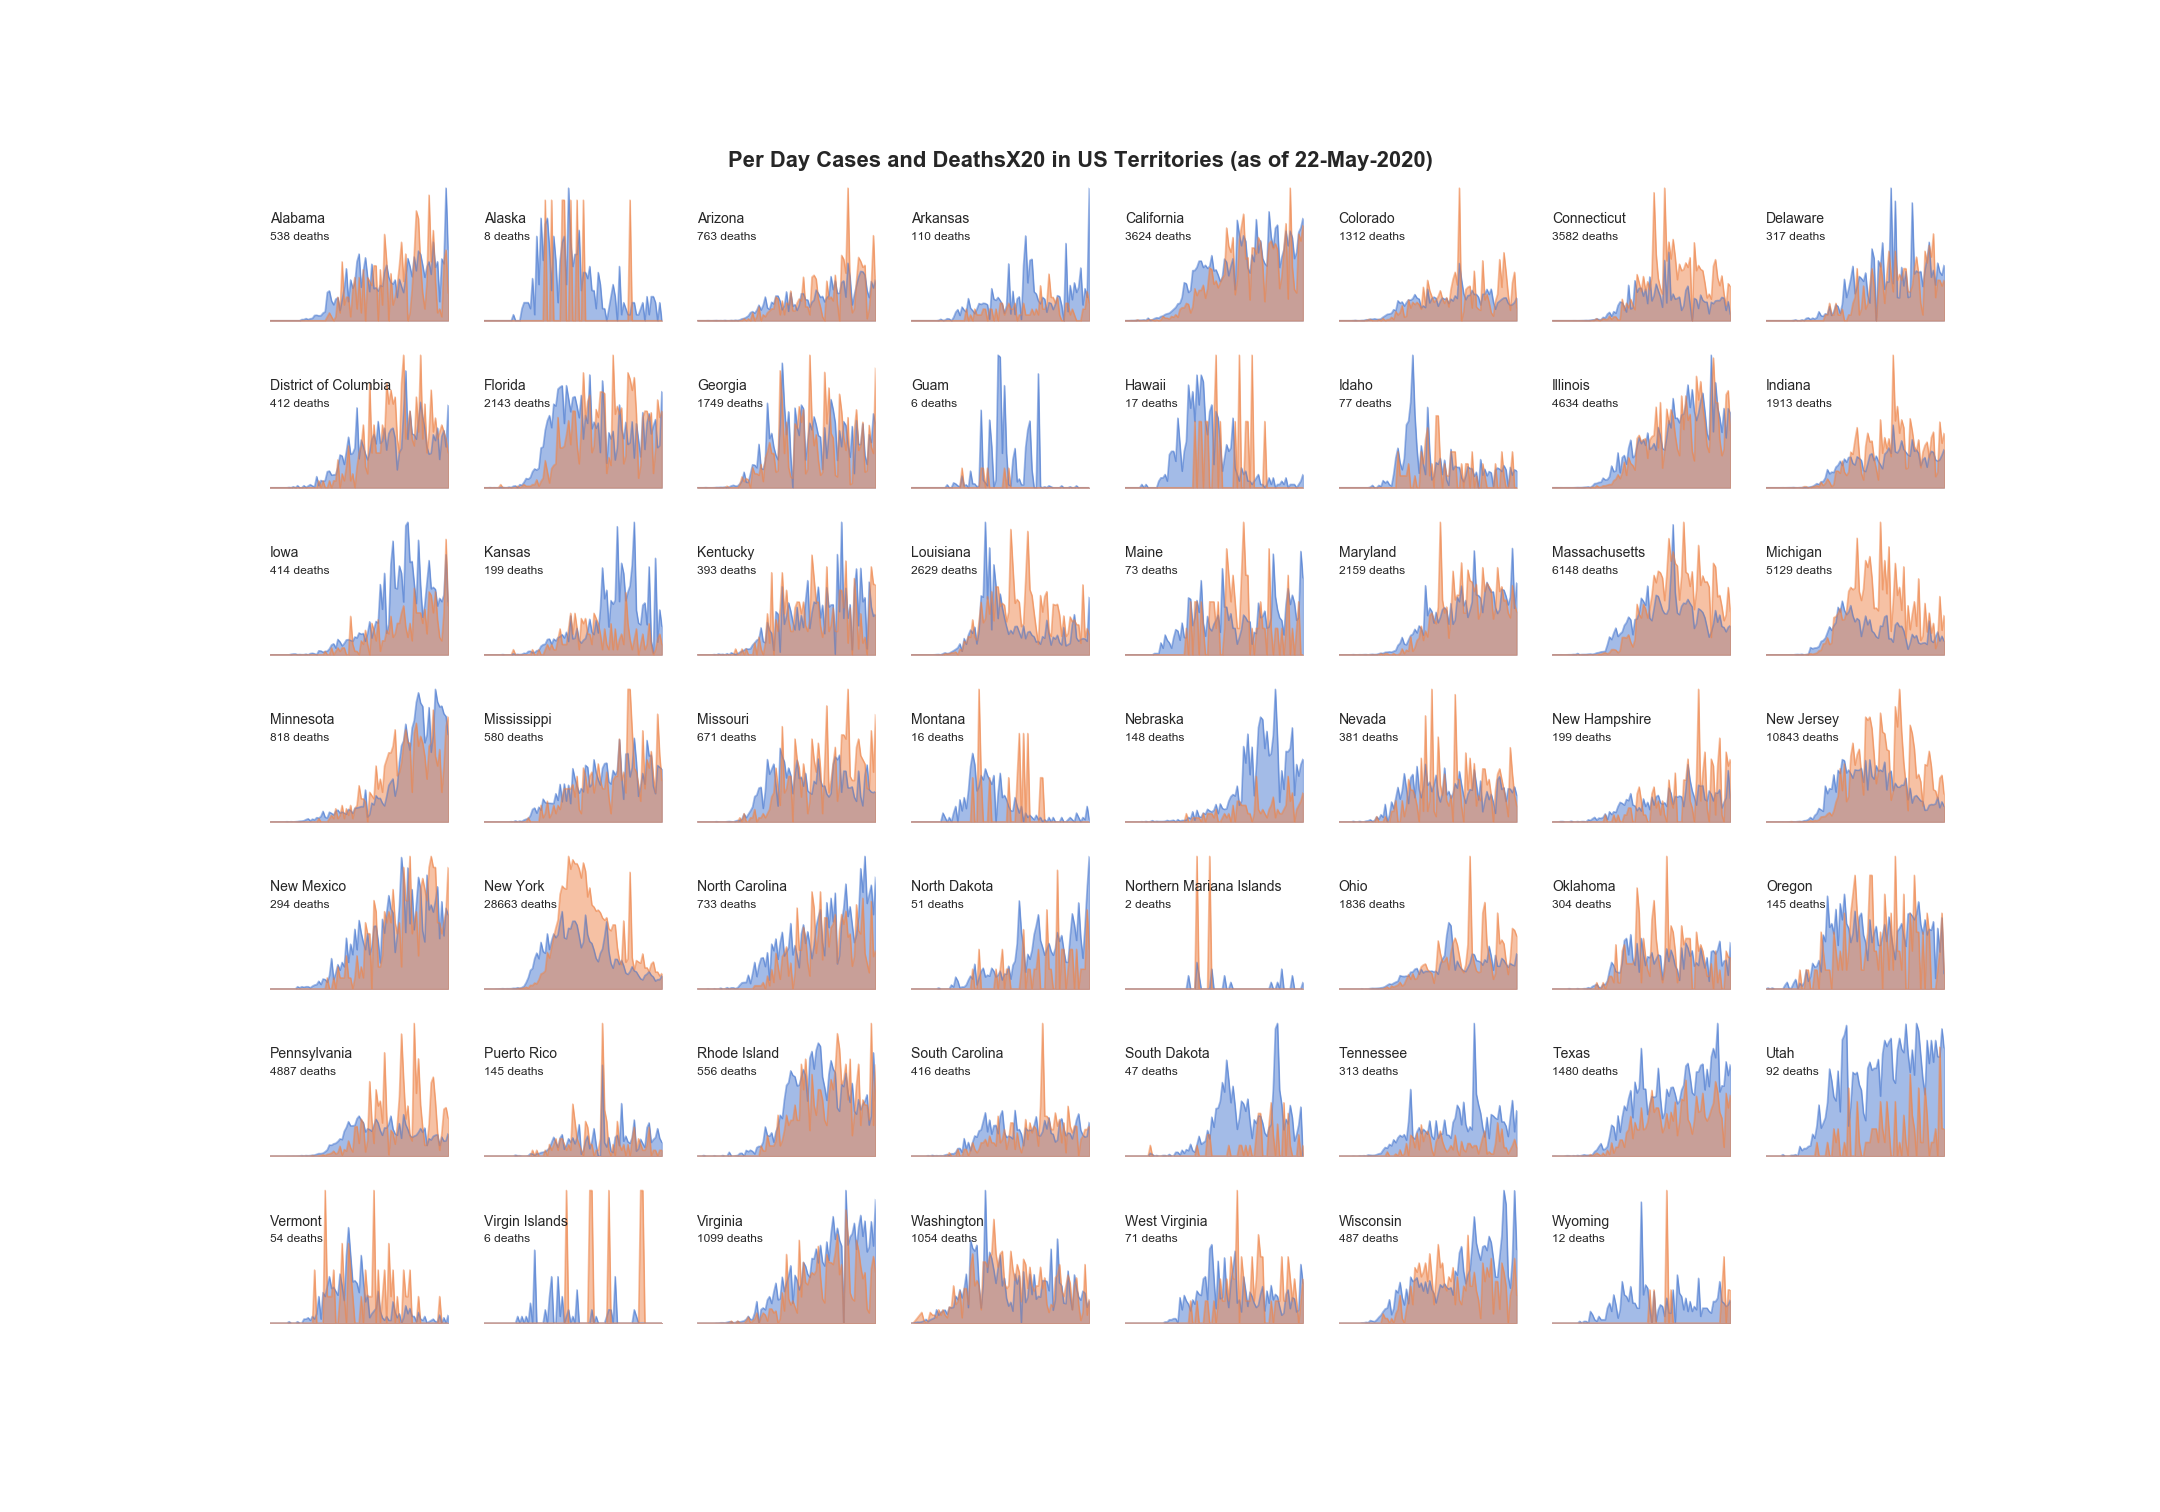 Per Day Cases and DeathsX20 in US Territories (as of 22-May-2020)
Alabama
538 deaths
Alaska
8 deaths
Arizona
763 deaths
Arkansas
110 deaths
California
3624 deaths
Colorado
1312 deaths
Connecticut
3582 deaths
Delaware
317 deaths
District of Columbia
412 deaths
Florida
2143 deaths
Georgia
1749 deaths
Guam
6 deaths
Hawaii
17 deaths
Idaho
77 deaths
Illinois
4634 deaths
Indiana
1913 deaths
Iowa
414 deaths
Kansas
199 deaths
Kentucky
393 deaths
Louisiana
2629 deaths
Maine
73 deaths
Maryland
2159 deaths
Massachusetts
6148 deaths
Michigan
5129 deaths
Minnesota
818 deaths
Mississippi
580 deaths
Missouri
671 deaths
Montana
16 deaths
Nebraska
148 deaths
Nevada
381 deaths
New Hampshire
199 deaths
New Jersey
10843 deaths
New Mexico
294 deaths
New York
28663 deaths
North Carolina
733 deaths
North Dakota
51 deaths
Northern Mariana Islands
2 deaths
Ohio
1836 deaths
Oklahoma
304 deaths
Oregon
145 deaths
Pennsylvania
4887 deaths
Puerto Rico
145 deaths
Rhode Island
556 deaths
South Carolina
416 deaths
South Dakota
47 deaths
Tennessee
313 deaths
Texas
1480 deaths
Utah
92 deaths
Vermont
54 deaths
Virgin Islands
6 deaths
Virginia
1099 deaths
Washington
1054 deaths
West Virginia
71 deaths
Wisconsin
487 deaths
Wyoming
12 deaths